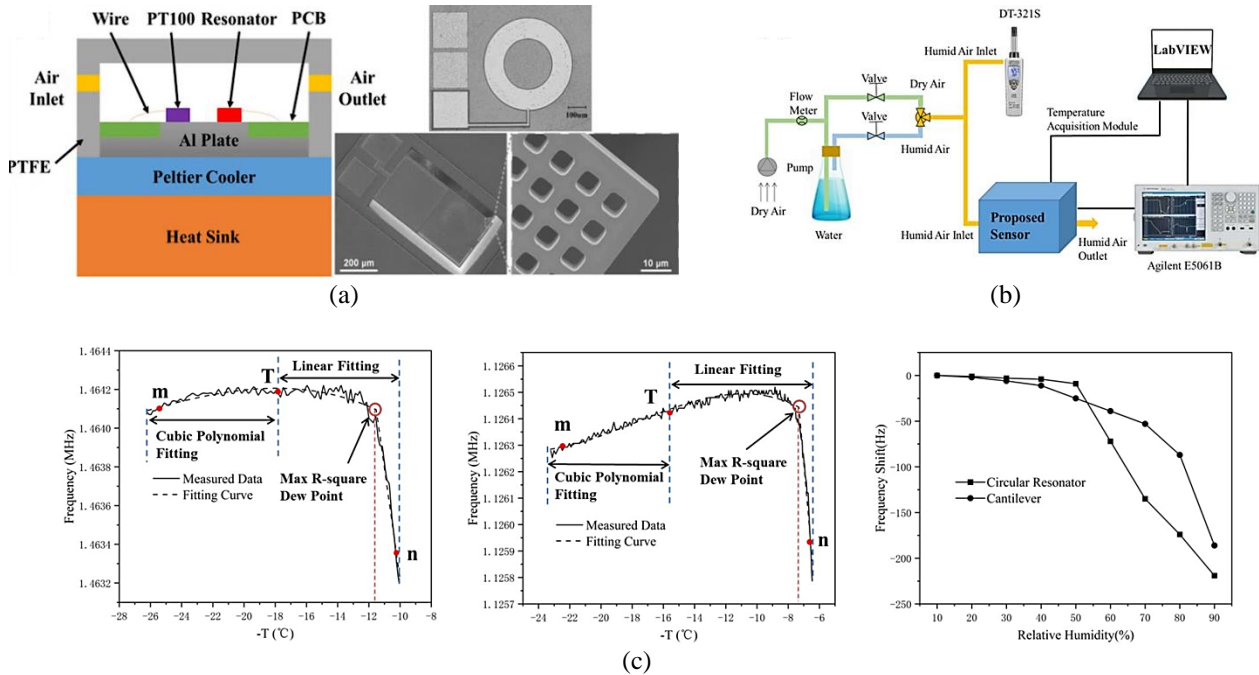 Wire PT100 Resonator PCB
Air
Inlet
Air
Outlet
Al Plate
PTFE
Peltier Cooler
Heat Sink
100um
200 μm
10 μm
(a)
DT-321S
Humid Air Inlet
LabVIEW
Valve
Dry Air
Flow
Meter
Valve
Temperature
Acquisition Module
Humid Air
Pump
Dry Air
Water
Proposed
Sensor
Humid Air Inlet
Humid Air
Outlet
Agilent E5061B
(b)
Frequency (MHz)
1.4644
1.4642
1.4640
1.4638
1.4636
1.4634
1.4632
m
T
Linear Fitting
Cubic Polynomial
Fitting
Max R-square
Dew Point
Measured Data
Fitting Curve
n
−28 −26 −24 −22 −20 −18 −16 −14 −12 −10 −8
-T (℃)
Frequency (MHz)
1.1266
1.1265
1.1264
1.1263
1.1262
1.1261
1.1260
1.1259
1.1258
1.1257
m
T
Linear Fitting
Cubic Polynomial
Fitting
Max R-square
Dew Point
Measured Data
Fitting Curve
n
−24 −22 −20 −18 −16 −14 −12 −10 −8 −6
-T (℃)
Frequency Shift(Hz)
0
−50
−100
−150
−200
−250
Circular Resonator
Cantilever
10 20 30 40 50 60 70 80 90
Relative Humidity(%)
(c)